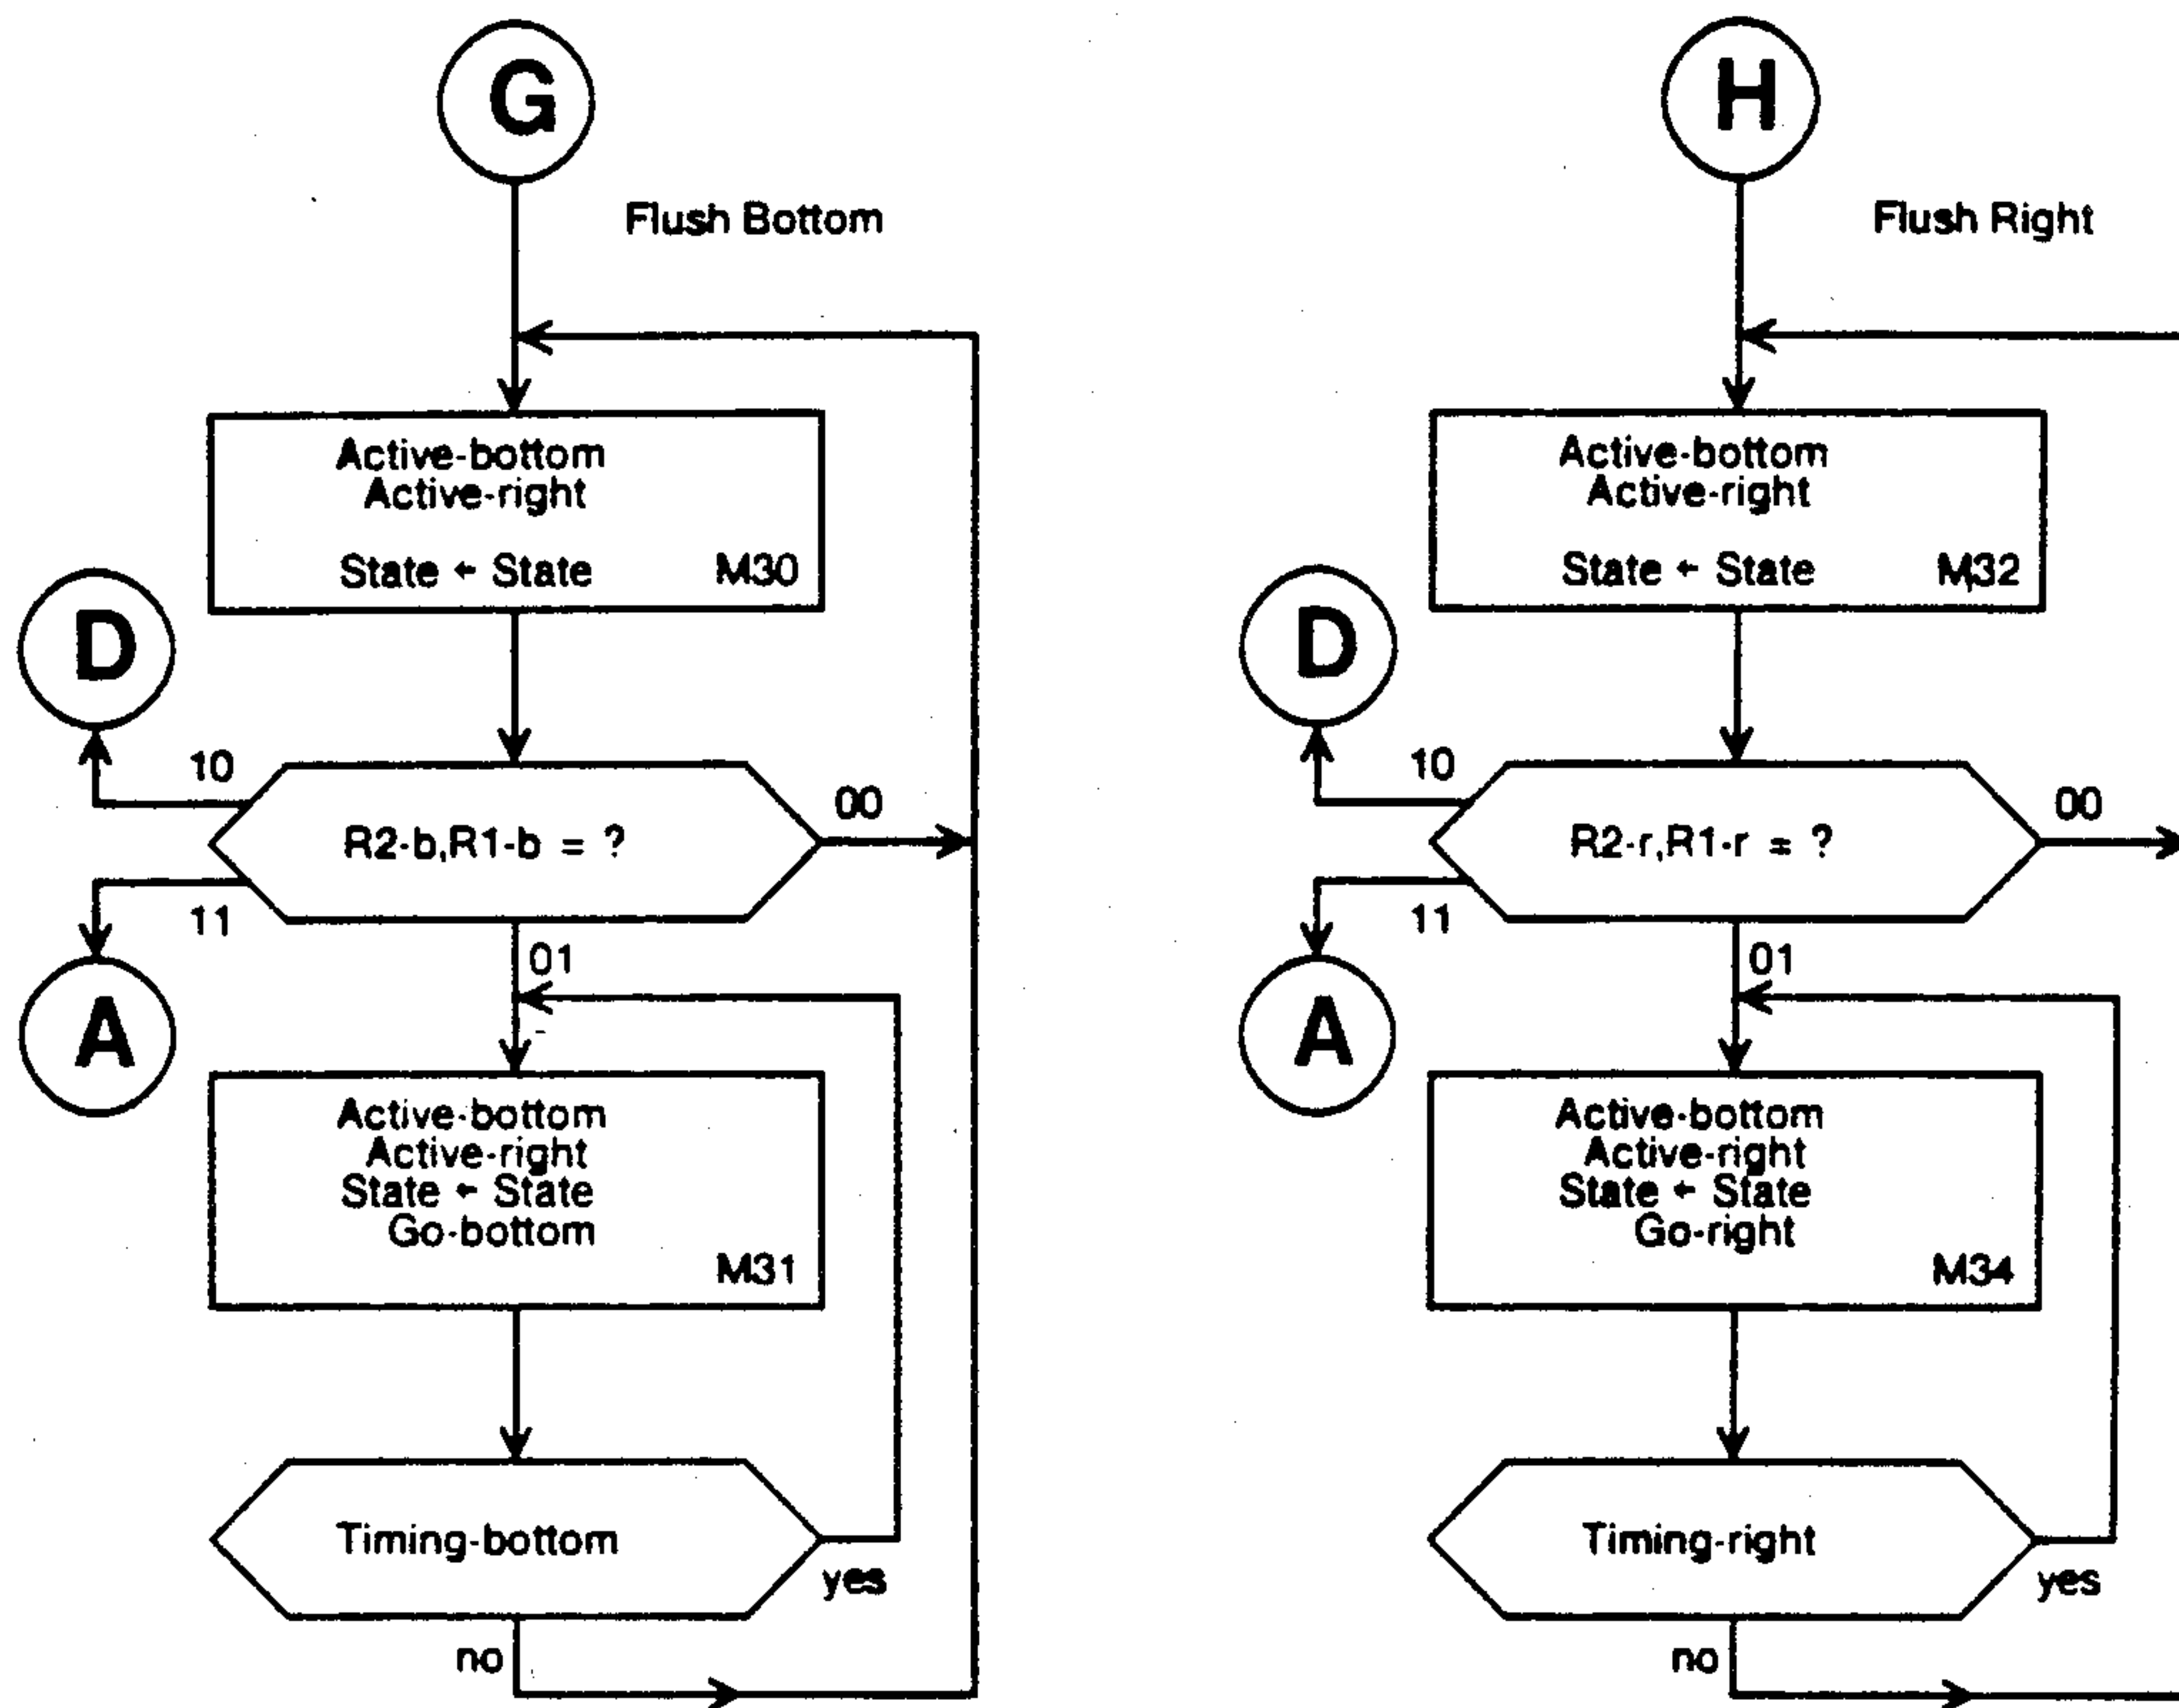 G
Flush Bottom
Active-bottom
Active-right
State ← State
M30
D
10
00
R2-b,R1-b = ?
11
01
A
Active-bottom
Active-right
State ← State
Go-bottom
M31
Timing-bottom
yes
no
H
Flush Right
Active-bottom
Active-right
State ← State
M32
D
10
00
R2-r,R1-r = ?
11
01
A
Active-bottom
Active-right
State ← State
Go-right
M34
Timing-right
yes
no